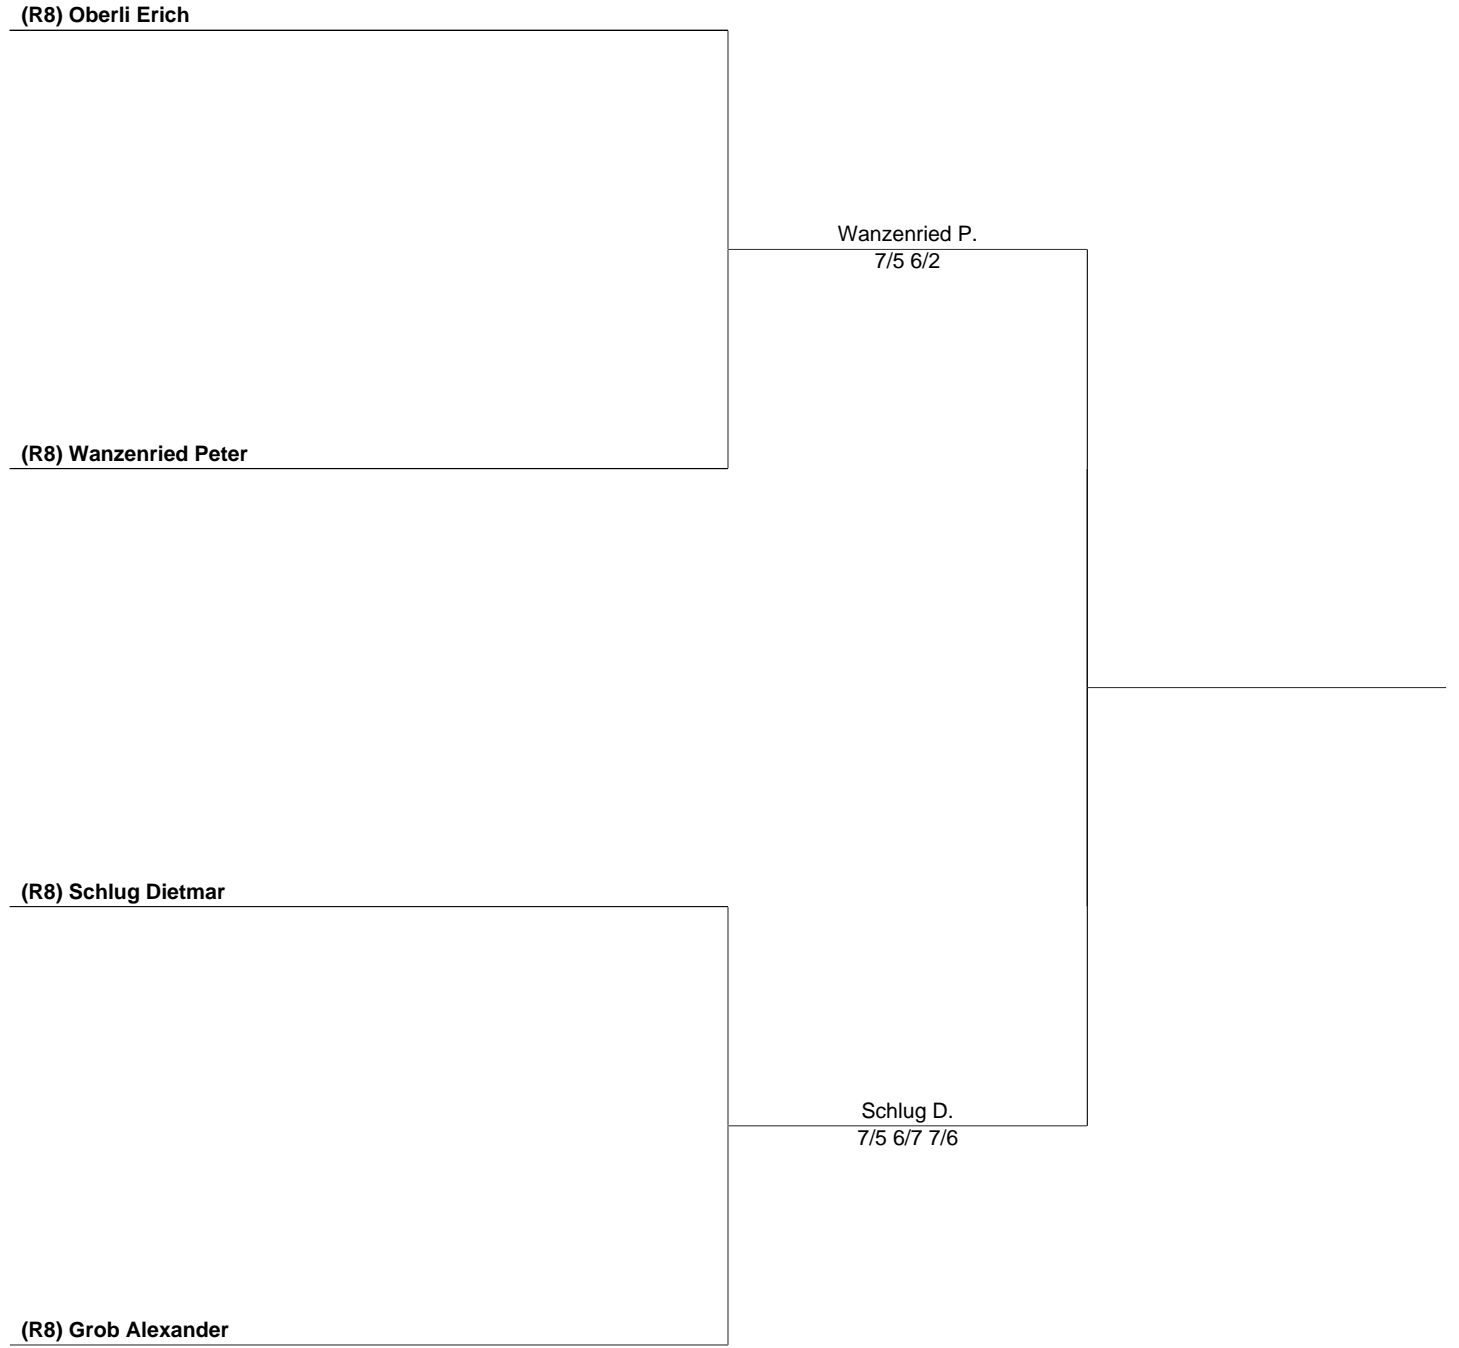 (R8) Oberli Erich
Wanzenried P.
7/5 6/2
(R8) Wanzenried Peter
(R8) Schlug Dietmar
Schlug D.
7/5 6/7 7/6
(R8) Grob Alexander